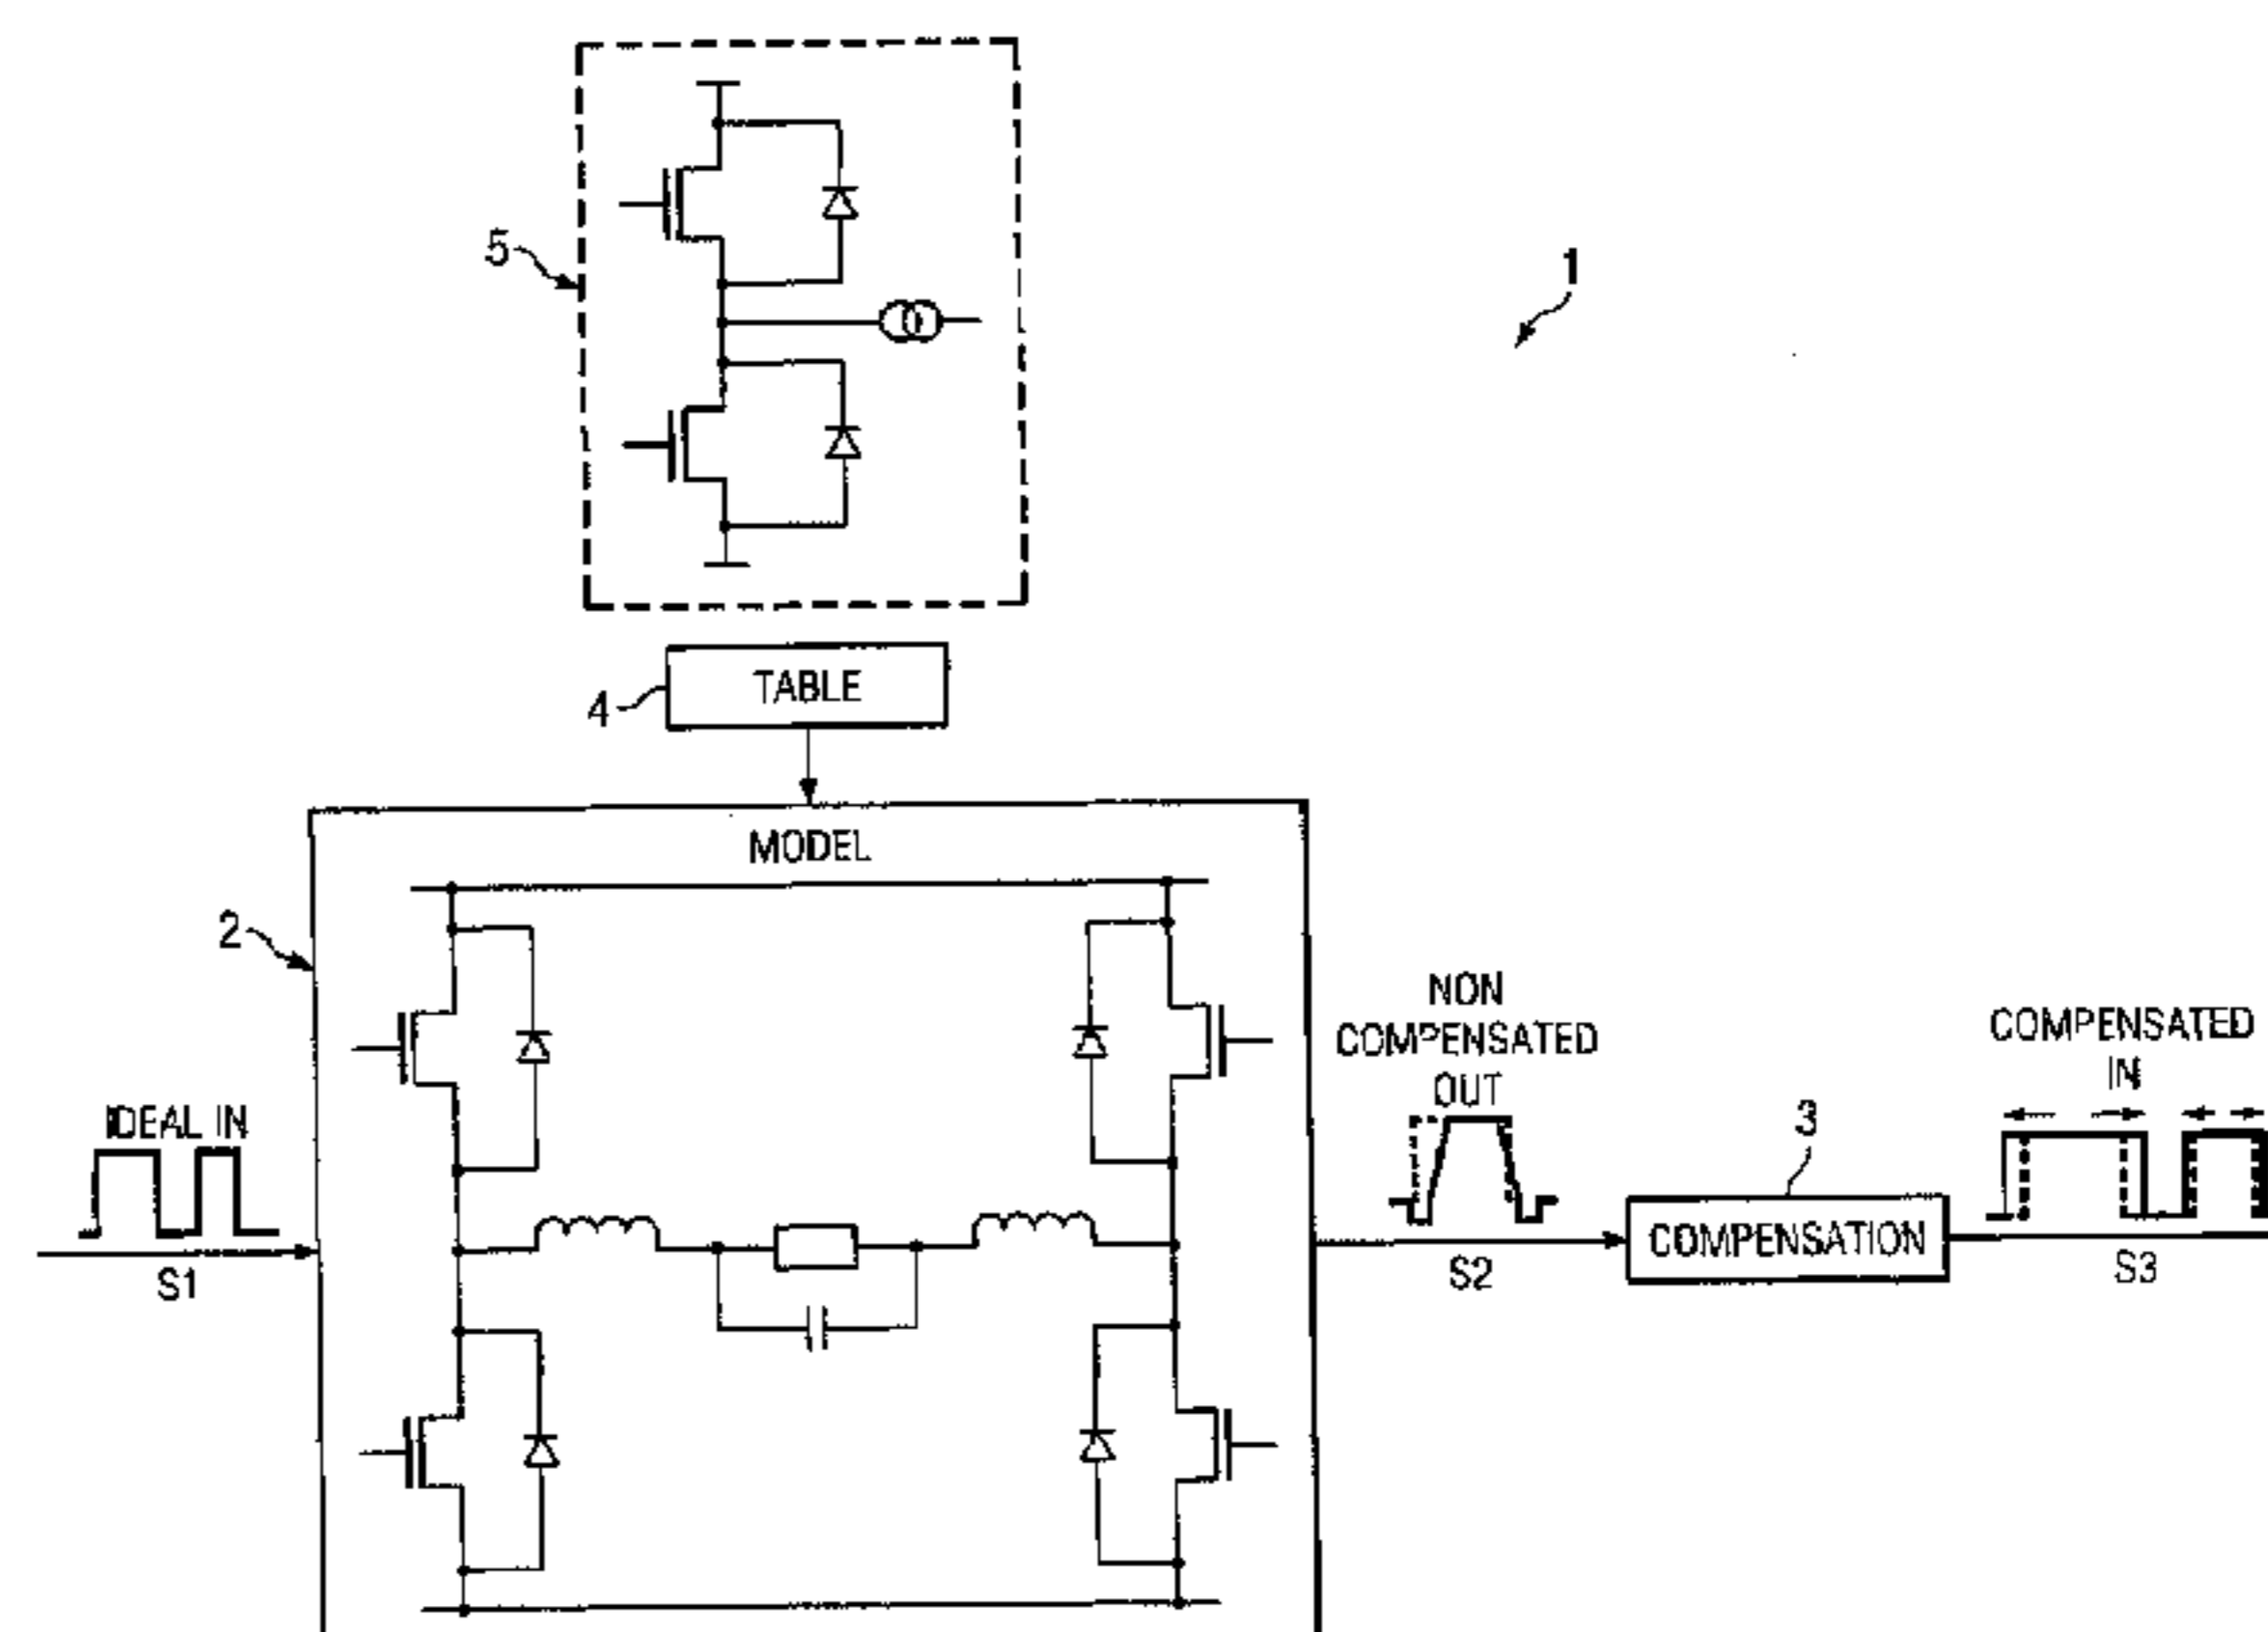 5
1
4
TABLE
MODEL
2
NON
COMPENSATED
OUT
COMPENSATED
IN
IDEAL IN
3
COMPENSATION
S1
S2
S3